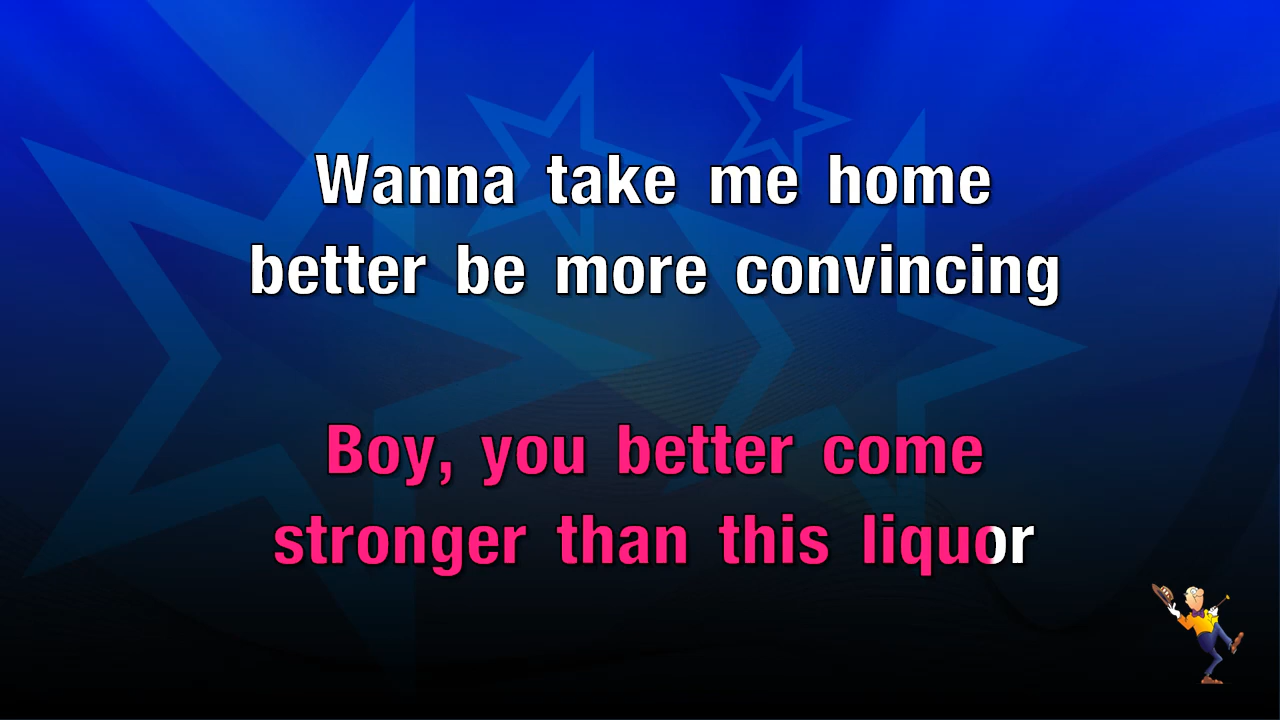 Wanna take me home
better be more convincing
Boy, you better come
stronger than this liquor